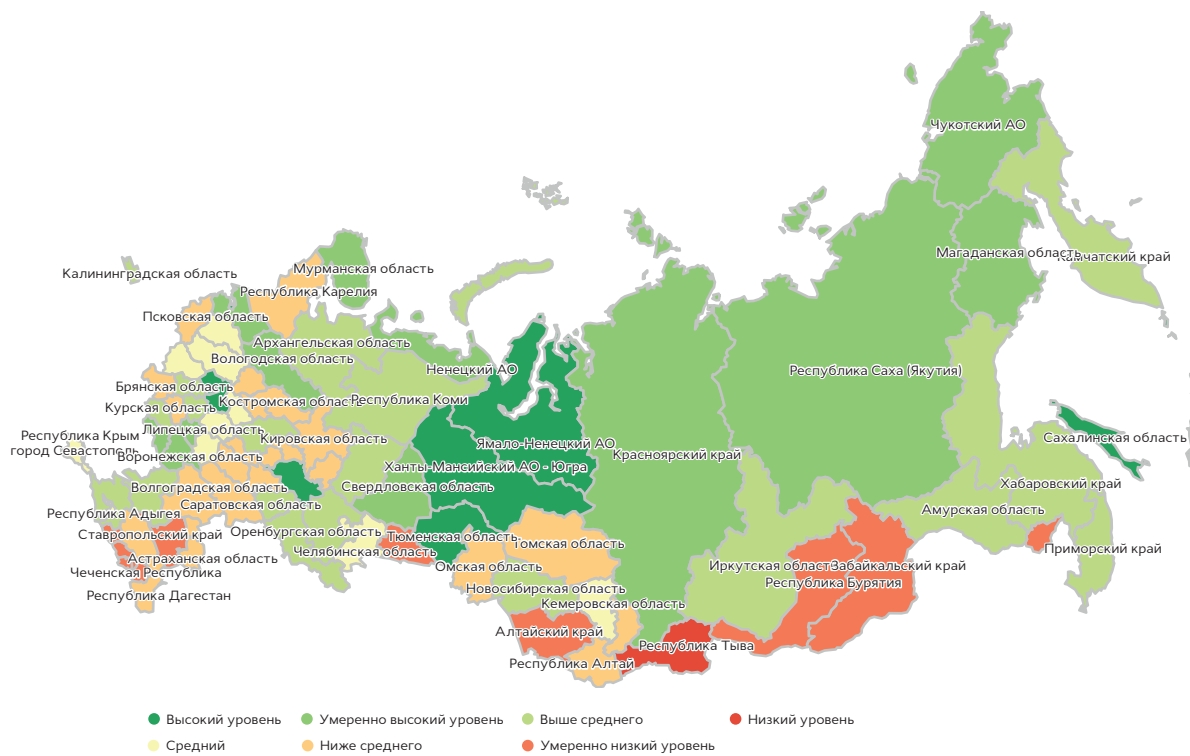 Чукотский АО
Магаданская область
Камчатский край
Калининградская область
Мурманская область
Республика Карелия
Псковская область
Архангельская область
Вологодская область
Ненецкий АО
Республика Саха (Якутия)
Брянская область
Костромская область
Республика Коми
Курская область
Липецкая область
Республика Крым
Кировская область
Ямало-Ненецкий АО
Сахалинская область
город Севастополь
Воронежская область
Красноярский край
Ханты-Мансийский АО - Югра
Волгоградская область
Свердловская область
Хабаровский край
Саратовская область
Амурская область
Республика Адыгея
Ставропольский край
Оренбургская область
Тюменская область
Томская область
Челябинская область
Приморский край
Астраханская область
Омская область
Иркутская область
Забайкальский край
Чеченская Республика
Республика Бурятия
Новосибирская область
Республика Дагестан
Кемеровская область
Алтайский край
Республика Тыва
Республика Алтай
Высокий уровень
Умеренно высокий уровень
Выше среднего
Низкий уровень
Средний
Ниже среднего
Умеренно низкий уровень